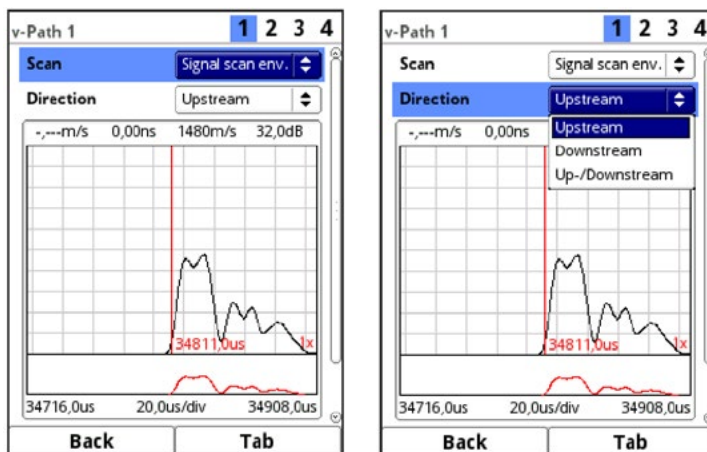 v-Path 1 1 2 3 4
Scan Signal scan env.
Direction Upstream
-,---m/s 0,00ns 1480m/s 32,0dB
34811,0us 1x
34716,0us 20,0us/div 34908,0us
Back Tab
v-Path 1 1 2 3 4
Scan Signal scan env.
Direction Upstream
Upstream
Downstream
Up-/Downstream
-,---m/s 0,00ns
34811,0us 1x
34716,0us 20,0us/div 34908,0us
Back Tab